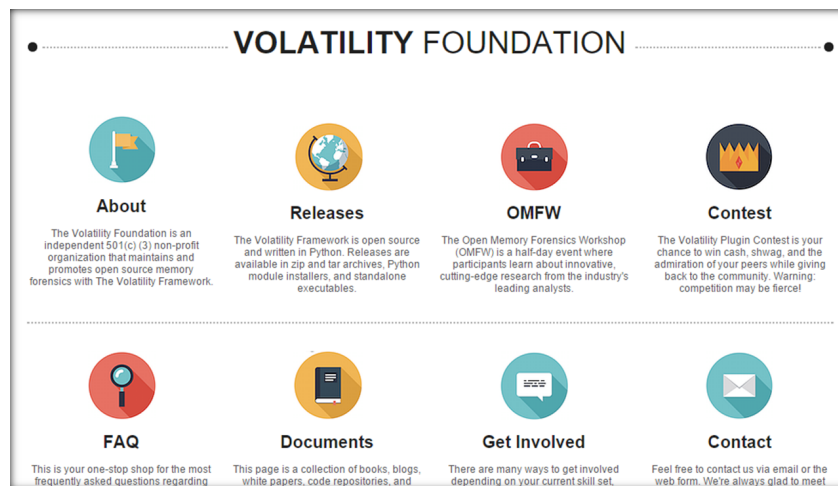 VOLATILITY FOUNDATION
About
The Volatility Foundation is an
independent 501(c) (3) non-profit
organization that maintains and
promotes open source memory
forensics with The Volatility Framework.
Releases
The Volatility Framework is open source
and written in Python. Releases are
available in zip and tar archives, Python
module installers, and standalone
executables.
OMFW
The Open Memory Forensics Workshop
(OMFW) is a half-day event where
participants learn about innovative,
cutting-edge research from the industry's
leading analysts.
Contest
The Volatility Plugin Contest is your
chance to win cash, shwag, and the
admiration of your peers while giving
back to the community. Warning:
competition may be fierce!
FAQ
This is your one-stop shop for the most
frequently asked questions regarding
Documents
This page is a collection of books, blogs,
white papers, code repositories, and
Get Involved
There are many ways to get involved
depending on your current skill set,
Contact
Feel free to contact us via email or the
web form. We're always glad to meet